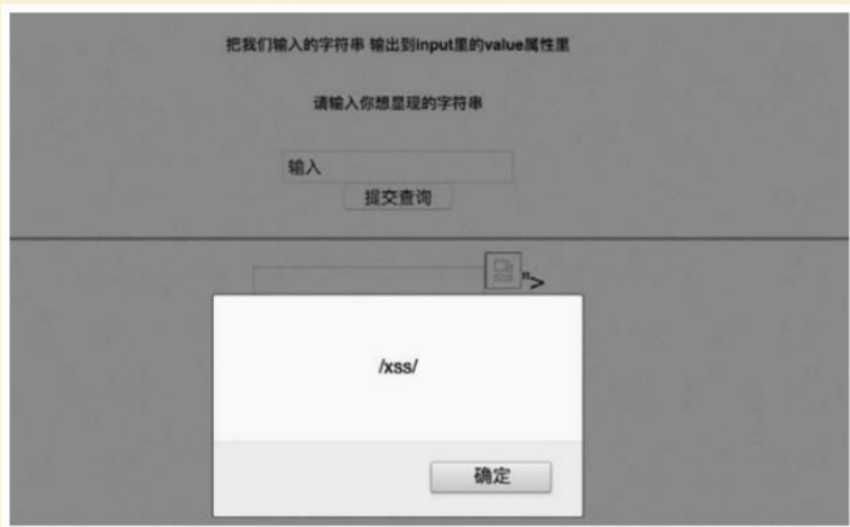 把我们输入的字符串 输出到input里的value属性里
请输入你想显现的字符串
输入
提交查询
">
/xss/
确定